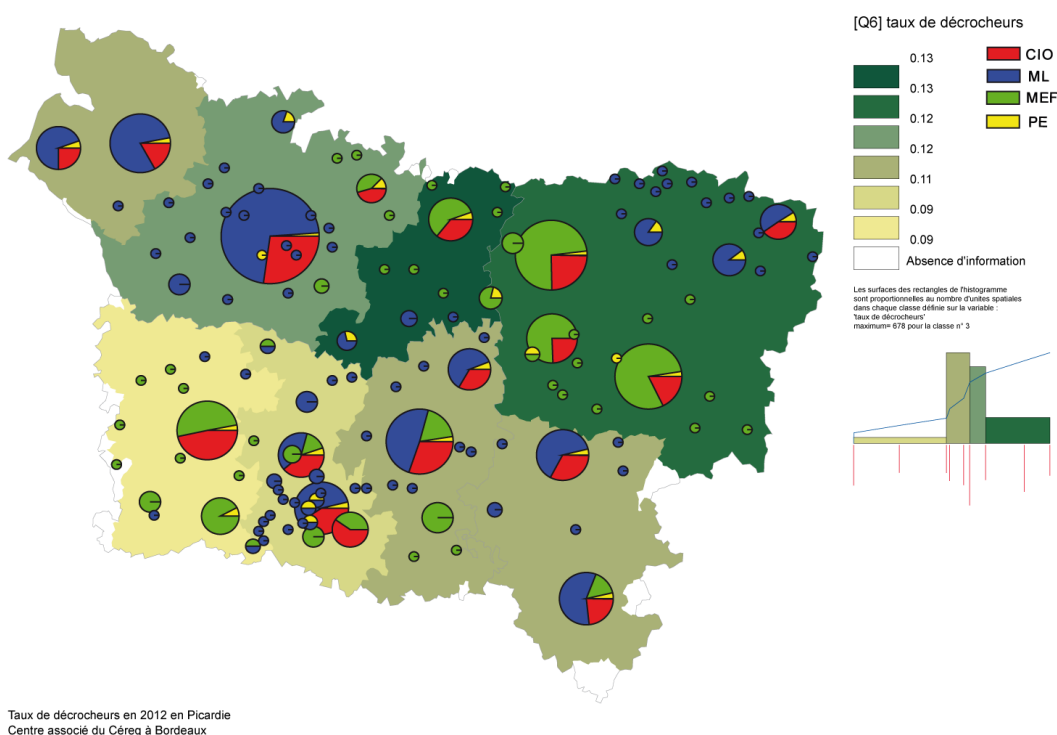 [Q6] taux de décrocheurs
0.13
0.13
0.12
0.12
0.11
0.09
0.09
Absence d'information
CIO
ML
MEF
PE
Les surfaces des rectangles de l'histogramme
sont proportionnelles au nombre d'unites spatiales
dans chaque classe définie sur la variable :
'taux de décrocheurs'
maximum= 678 pour la classe n° 3
Taux de décrocheurs en 2012 en Picardie
Centre associé du Céreq à Bordeaux